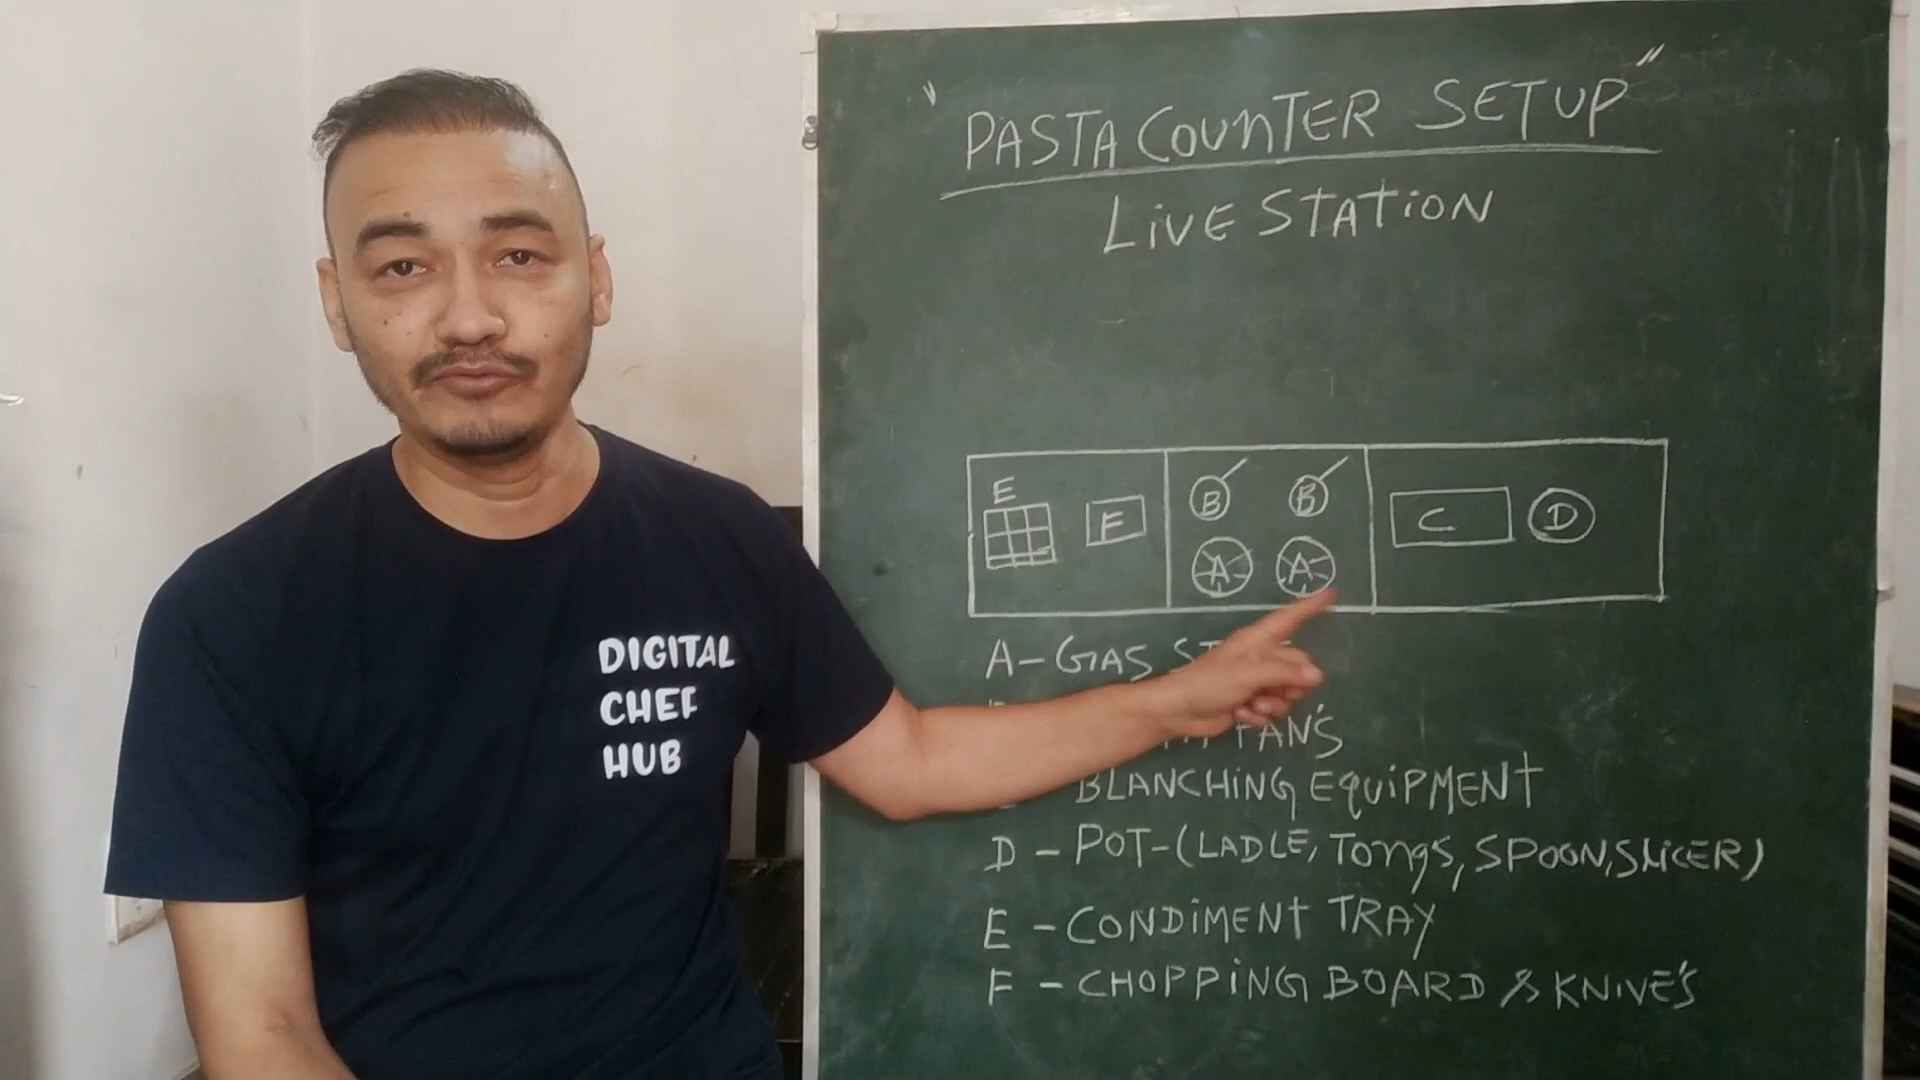 "PASTA COUNTER SETUP"
LIVE STATION
E
F
B
B
A
A
C
D
A - GAS
PAN'S
BLANCHING EQUIPMENT
D - POT - (LADLE, TONGS, SPOON, SLICER)
E - CONDIMENT TRAY
F - CHOPPING BOARD & KNIVE'S
DIGITAL
CHEF
HUB